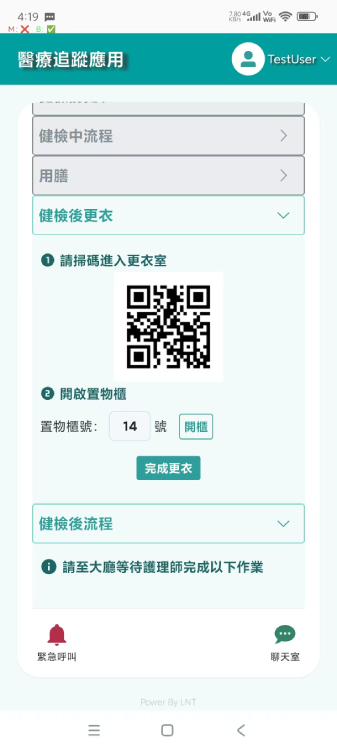 4:19
7.80 KB/s 4G Vo WiFi
M: ❌ B: ✅
醫療追蹤應用
TestUser
健檢中流程
用膳
健檢後更衣
1 請掃碼進入更衣室
2 開啟置物櫃
置物櫃號: 14 號 開櫃
完成更衣
健檢後流程
請至大廳等待護理師完成以下作業
緊急呼叫 聊天室
Power By LNT